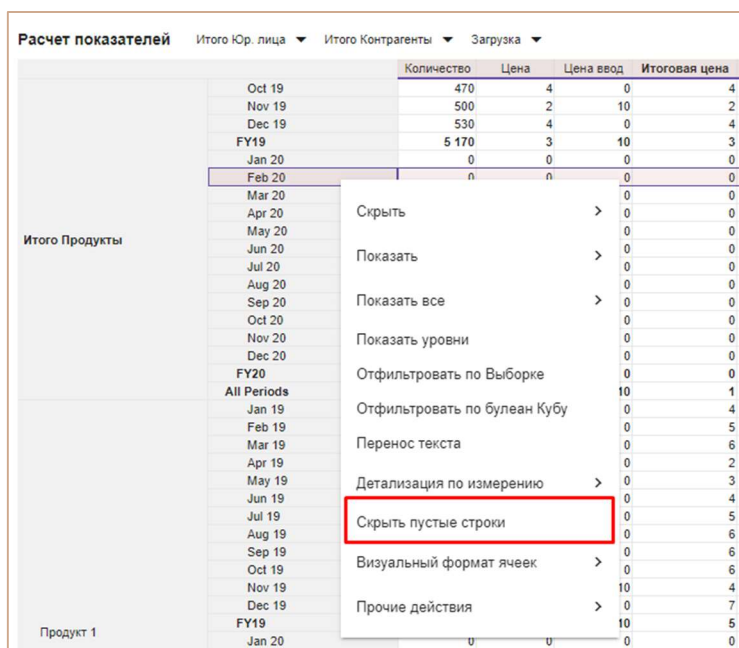 Расчет показателей Итого Юр. лица Итого Контрагенты Загрузка
Количество Цена Цена ввод Итоговая цена
Oct 19 470 4 0 4
Nov 19 500 2 10 2
Dec 19 530 4 0 4
FY19 5 170 3 10 3
Jan 20 0 0 0 0
Feb 20 0 0 0 0
Mar 20 0 0
Apr 20 Скрыть 0 0
May 20 0 0
Итого Продукты
Jun 20 0 0
Показать
Jul 20 0 0
Aug 20 0 0
Sep 20 Показать все 0 0
Oct 20 0 0
Nov 20 Показать уровни 0 0
Dec 20 0 0
FY20 Отфильтровать по Выборке 0 0
All Periods 10 1
Jan 19 Отфильтровать по булеан Кубу 0 4
Feb 19 0 5
Mar 19 Перенос текста 0 6
Apr 19 0 2
May 19 Детализация по измерению 0 3
Jun 19 0 4
Jul 19 Скрыть пустые строки 0 5
Aug 19 0 6
Sep 19 0 6
Oct 19 Визуальный формат ячеек 0 6
Nov 19 10 4
Dec 19 Прочие действия 0 7
FY19 10 5
Продукт 1
Jan 20 0 0 0 0